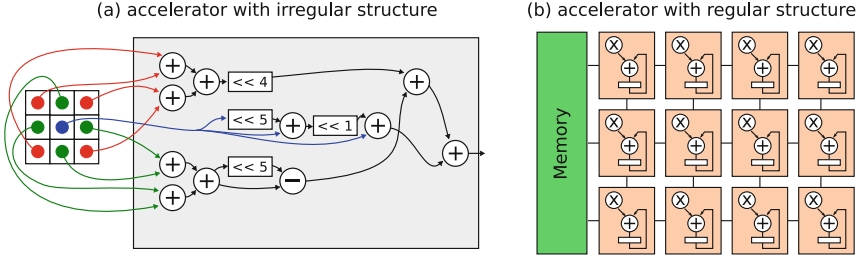 (a) accelerator with irregular structure
(b) accelerator with regular structure
+
+
+
<< 4
+
<< 5
+
<< 1
+
+
+
+
<< 5
−
+
Memory
X
+
X
+
X
+
X
+
X
+
X
+
X
+
X
+
X
+
X
+
X
+
X
+